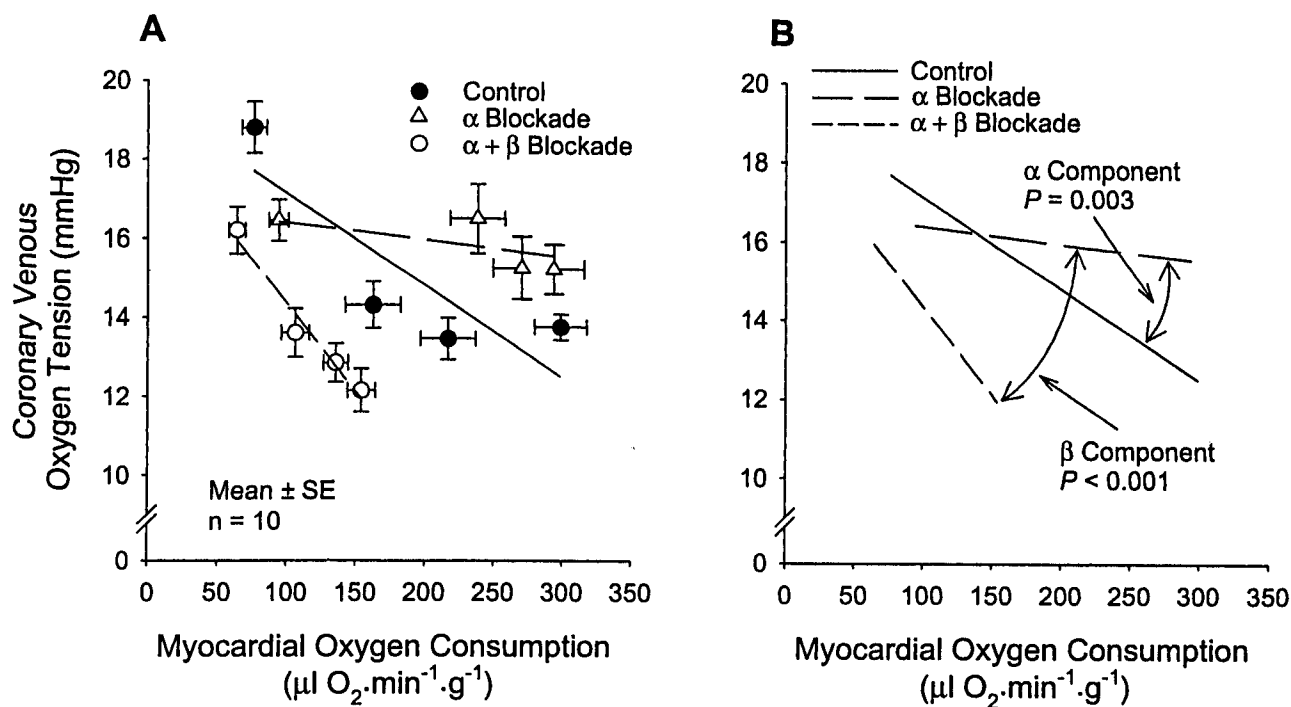 A
20
18
16
14
12
10
0
Coronary Venous
Oxygen Tension (mmHg)
Control
α Blockade
α + β Blockade
Mean ± SE
n = 10
0 50 100 150 200 250 300 350
Myocardial Oxygen Consumption
(μl O₂·min⁻¹·g⁻¹)
B
Control
α Blockade
α + β Blockade
20
18
16
14
12
10
0
α Component
P = 0.003
β Component
P < 0.001
0 50 100 150 200 250 300 350
Myocardial Oxygen Consumption
(μl O₂·min⁻¹·g⁻¹)